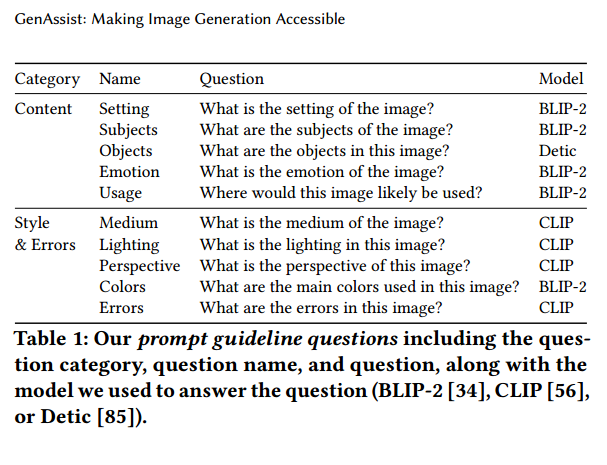 GenAssist: Making Image Generation Accessible
Category Name Question Model
Content Setting What is the setting of the image? BLIP-2
Subjects What are the subjects of the image? BLIP-2
Objects What are the objects in this image? Detic
Emotion What is the emotion of the image? BLIP-2
Usage Where would this image likely be used? BLIP-2
Style Medium What is the medium of the image? CLIP
& Errors Lighting What is the lighting in this image? CLIP
Perspective What is the perspective of this image? CLIP
Colors What are the main colors used in this image? BLIP-2
Errors What are the errors in this image? CLIP
Table 1: Our prompt guideline questions including the ques-
tion category, question name, and question, along with the
model we used to answer the question (BLIP-2 [34], CLIP [56],
or Detic [85]).